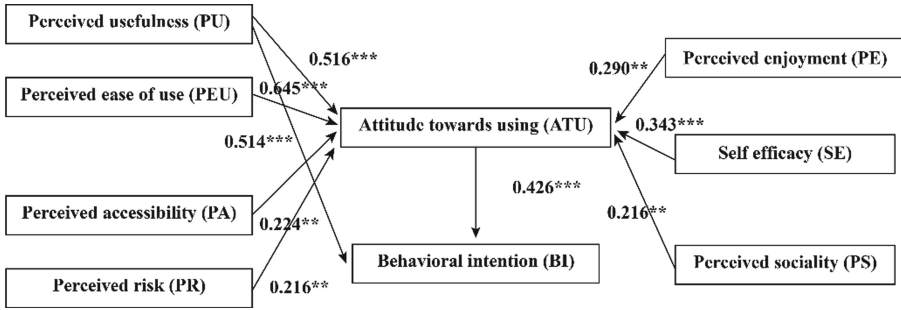 Perceived usefulness (PU)
0.516***
Perceived enjoyment (PE)
0.290**
Perceived ease of use (PEU)
0.645***
Attitude towards using (ATU)
0.343***
0.514***
Self efficacy (SE)
0.426***
Perceived accessibility (PA)
0.224**
0.216**
Behavioral intention (BI)
Perceived sociality (PS)
Perceived risk (PR)
0.216**